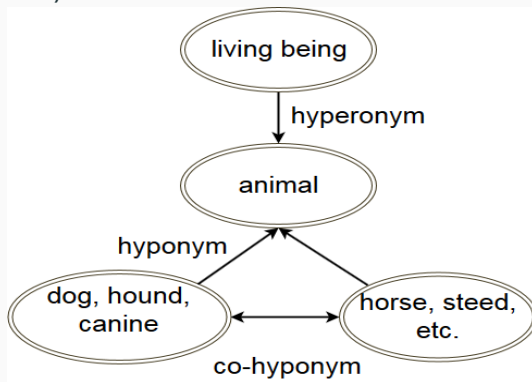 living being
hyperonym
animal
hyponym
dog, hound,
canine
horse, steed,
etc.
co-hyponym